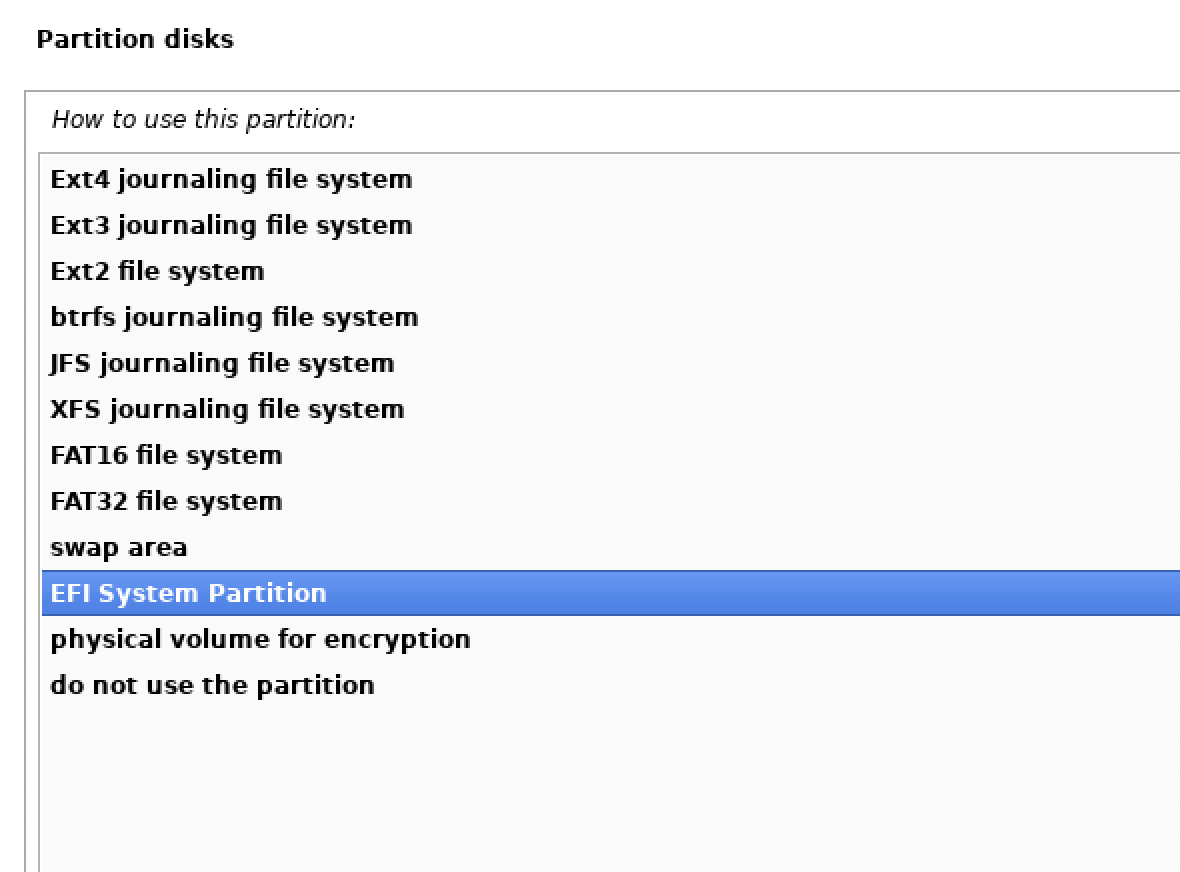 Partition disks
How to use this partition:
Ext4 journaling file system
Ext3 journaling file system
Ext2 file system
btrfs journaling file system
JFS journaling file system
XFS journaling file system
FAT16 file system
FAT32 file system
swap area
EFI System Partition
physical volume for encryption
do not use the partition